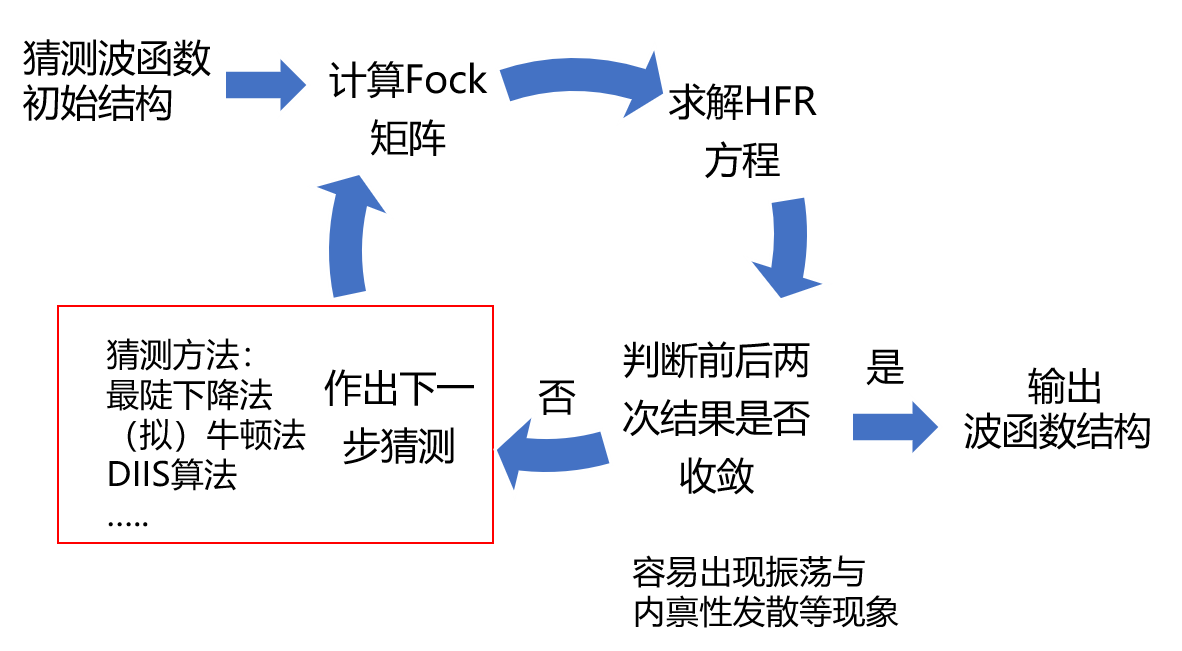 猜测波函数
初始结构
计算Fock
矩阵
求解HFR
方程
判断前后两
次结果是否
收敛
是
输出
波函数结构
否
作出下一
步猜测
猜测方法：
最陡下降法
（拟）牛顿法
DIIS算法
…..
容易出现振荡与
内禀性发散等现象